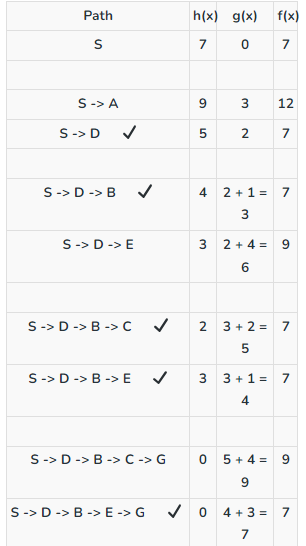 Path h(x) g(x) f(x)
S 7 0 7
S -> A 9 3 12
S -> D ✓ 5 2 7
S -> D -> B ✓ 4 2 + 1 = 7
3
S -> D -> E 3 2 + 4 = 9
6
S -> D -> B -> C ✓ 2 3 + 2 = 7
5
S -> D -> B -> E ✓ 3 3 + 1 = 7
4
S -> D -> B -> C -> G 0 5 + 4 = 9
9
S -> D -> B -> E -> G ✓ 0 4 + 3 = 7
7